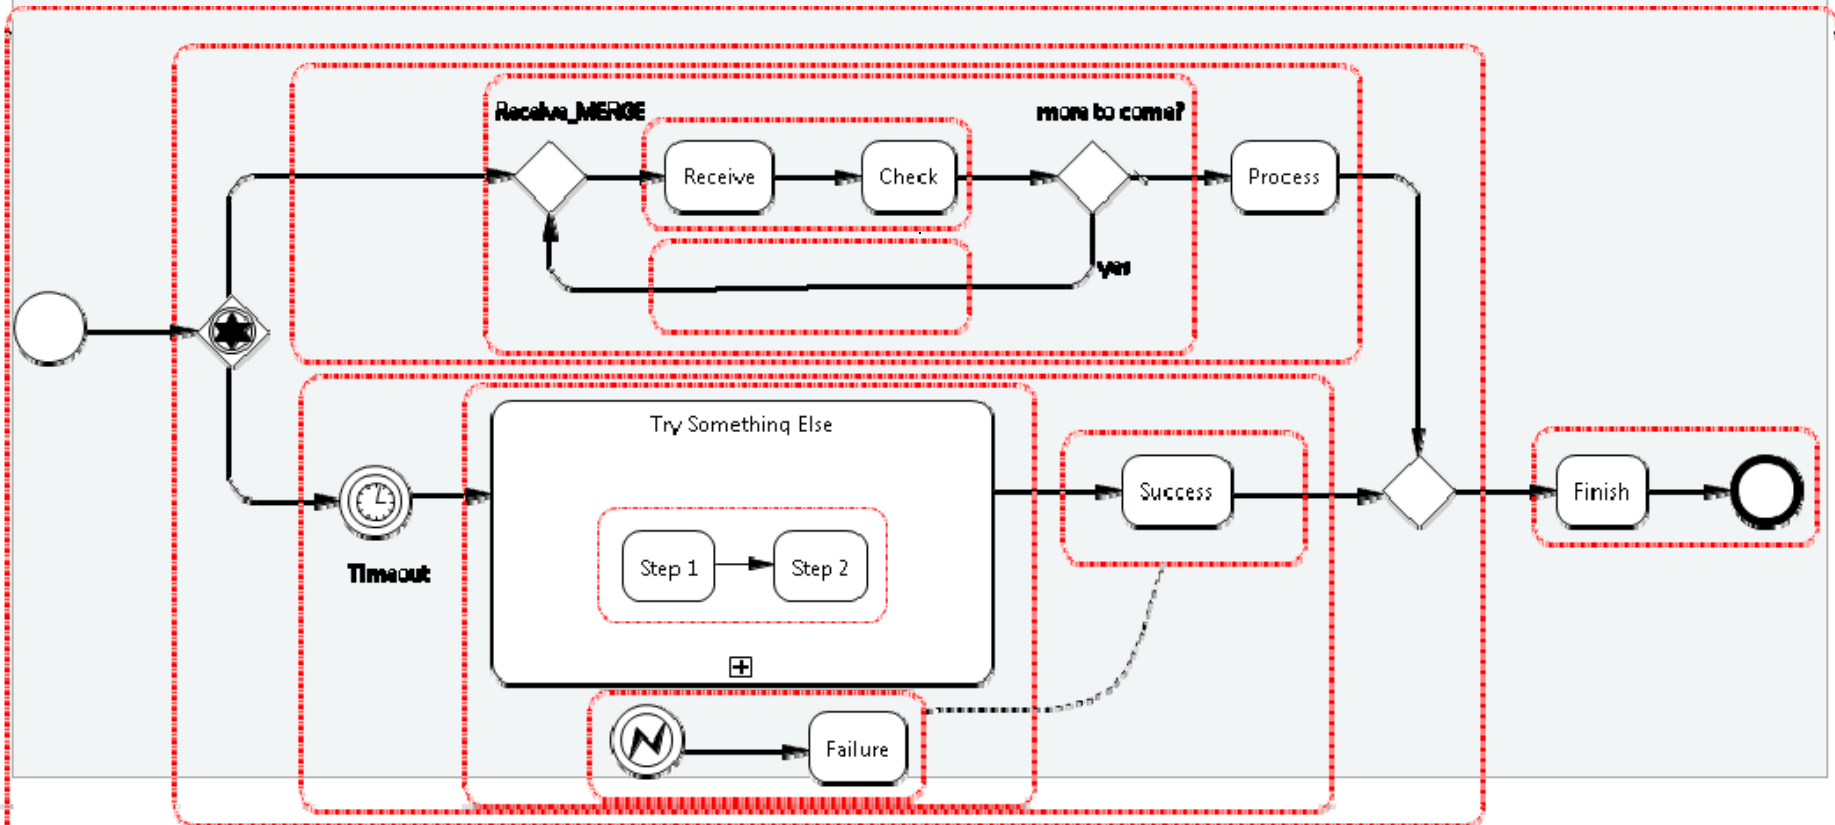 Receive_MERGE
more to come?
Receive
Check
Process
yes
Try Something Else
Success
Finish
Step 1
Step 2
Timeout
Failure